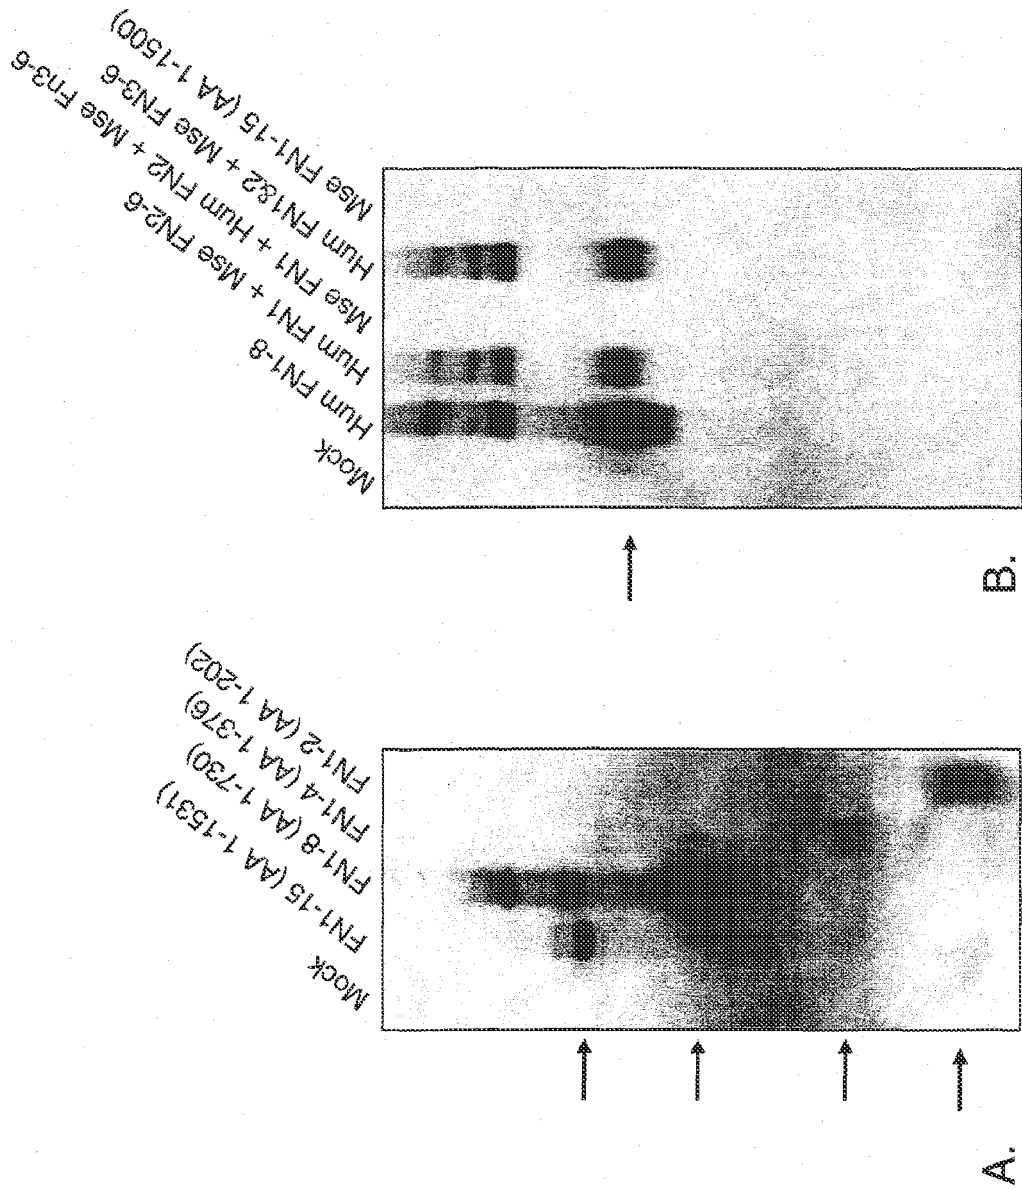 A.
Mock
FN1-15 (AA 1-1531)
FN1-8 (AA 1-730)
FN1-4 (AA 1-376)
FN1-2 (AA 1-202)
B.
Mock
Hum FN1-8
Hum FN1 + Mse FN2-6
Mse FN1 + Hum FN2 + Mse Fn3-6
Hum FN1&2 + Mse FN3-6
Mse FN1-15 (AA 1-1500)